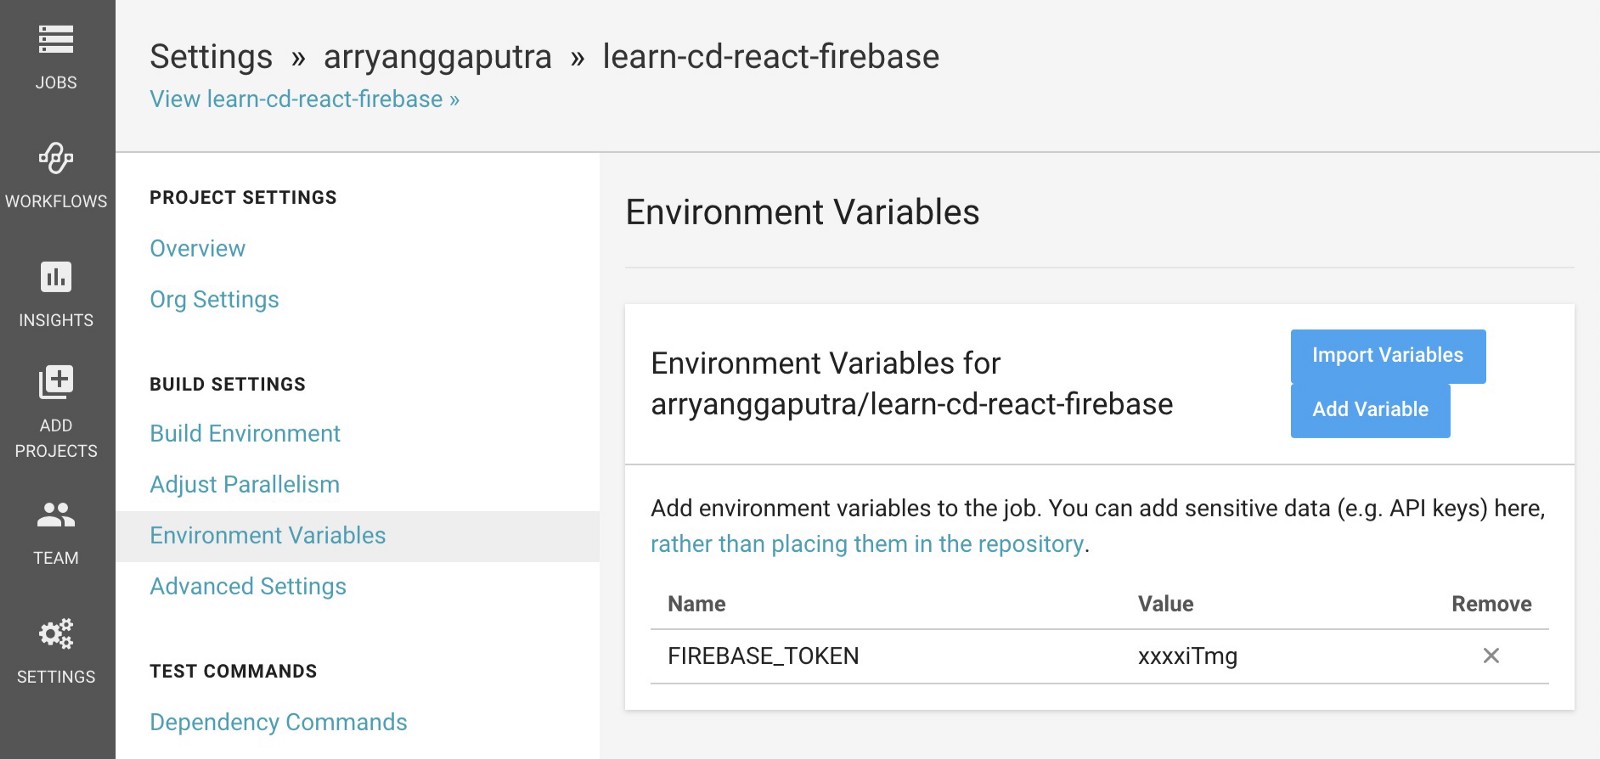 JOBS
WORKFLOWS
INSIGHTS
ADD
PROJECTS
TEAM
SETTINGS
Settings » arryanggaputra » learn-cd-react-firebase
View learn-cd-react-firebase »
PROJECT SETTINGS
Overview
Org Settings
BUILD SETTINGS
Build Environment
Adjust Parallelism
Environment Variables
Advanced Settings
TEST COMMANDS
Dependency Commands
Environment Variables
Environment Variables for
arryanggaputra/learn-cd-react-firebase
Import Variables
Add Variable
Add environment variables to the job. You can add sensitive data (e.g. API keys) here,
rather than placing them in the repository.
Name Value Remove
FIREBASE_TOKEN xxxxiTmg